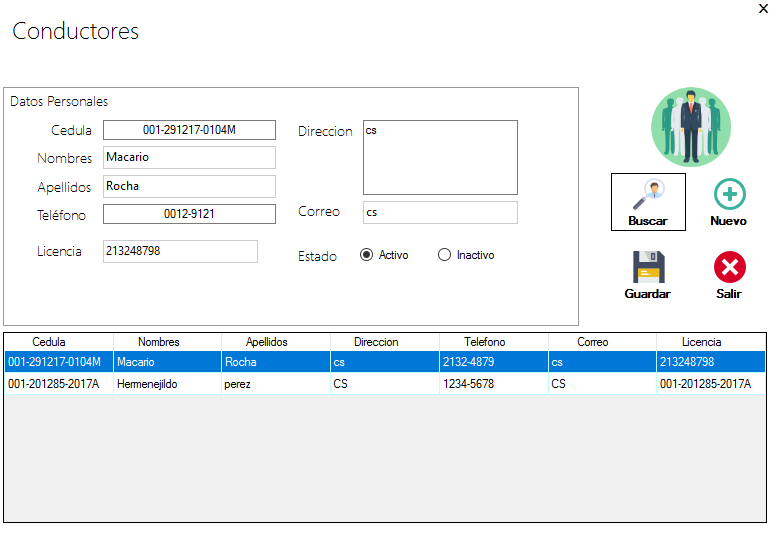 Conductores
Datos Personales
Cedula 001-291217-0104M
Nombres Macario
Apellidos Rocha
Teléfono 0012-9121
Licencia 213248798
Direccion cs
Correo cs
Estado Activo Inactivo
Buscar Nuevo
Guardar Salir
Cedula Nombres Apellidos Direccion Telefono Correo Licencia
001-291217-0104M Macario Rocha cs 2132-4879 cs 213248798
001-201285-2017A Hermenejildo perez CS 1234-5678 CS 001-201285-2017A